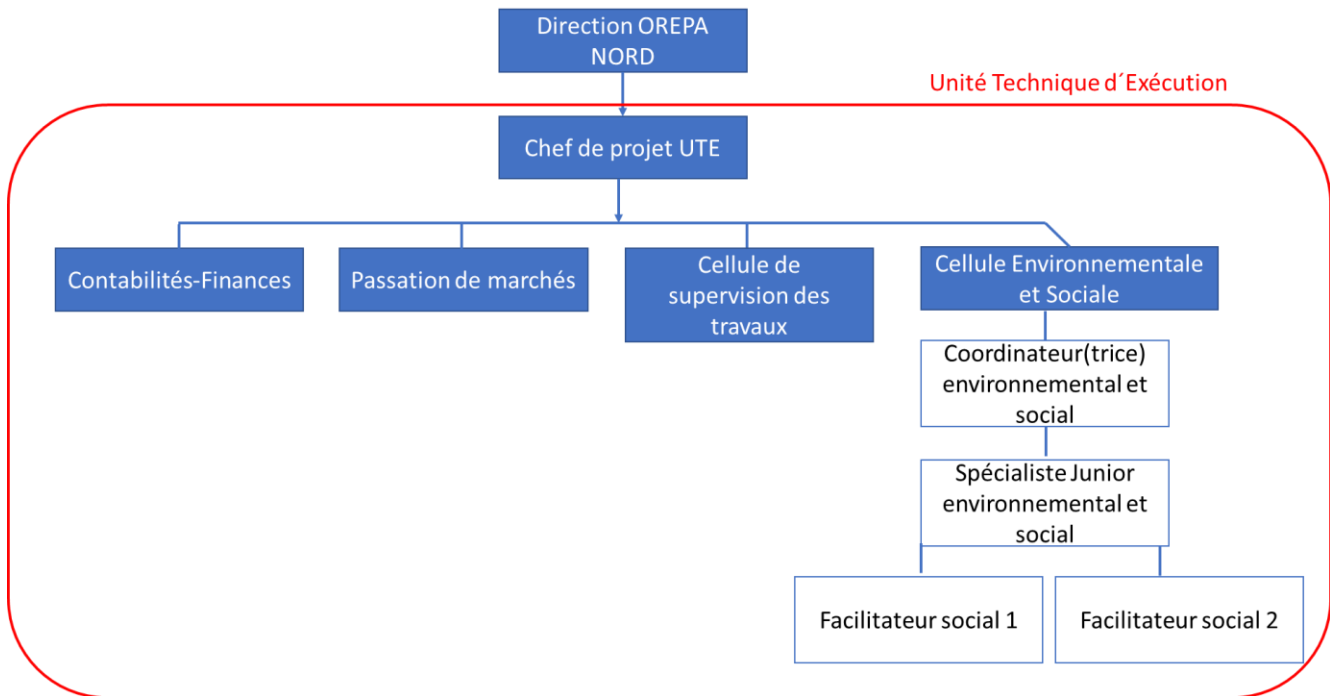 Direction OREPA
NORD
Unité Technique d´Exécution
Chef de projet UTE
Contabilités-Finances
Passation de marchés
Cellule de
supervision des
travaux
Cellule Environnementale
et Sociale
Coordinateur(trice)
environnemental et
social
Spécialiste Junior
environnemental et
social
Facilitateur social 1
Facilitateur social 2